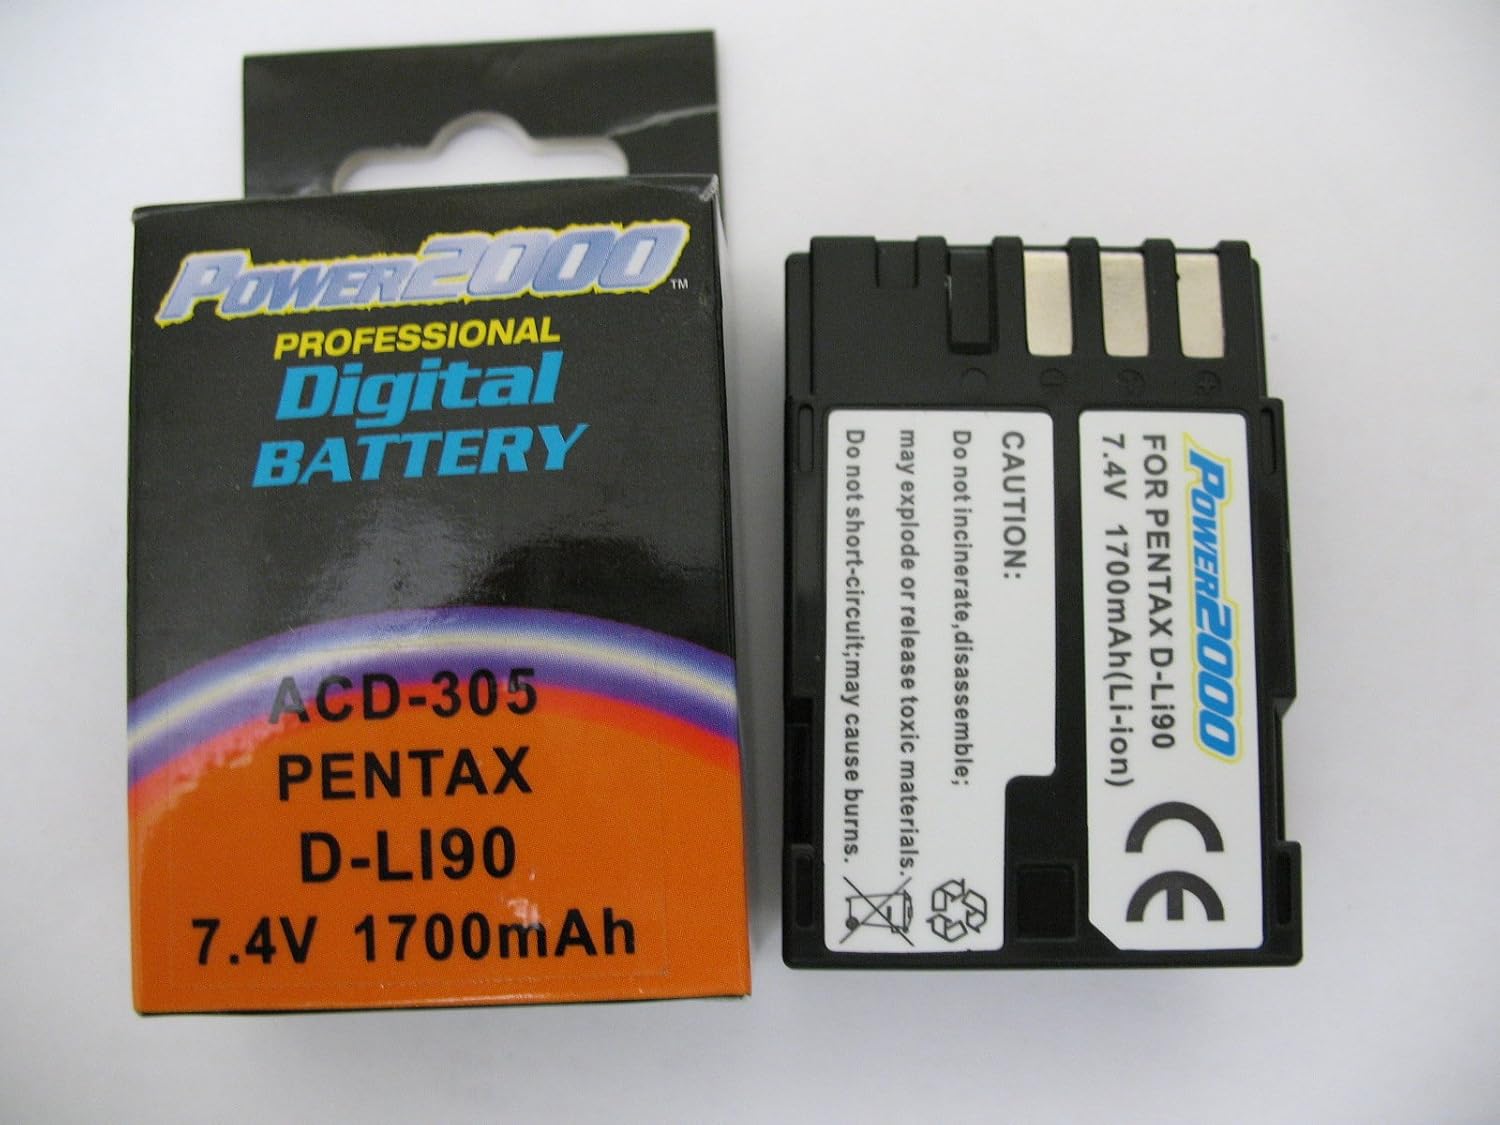 POWER2000
TM
PROFESSIONAL
Digital
BATTERY
ACD-305
PENTAX
D-LI90
7.4V 1700mAh
POWER2000
FOR PENTAX D-Li90
7.4V 1700mAh(Li-ion)
CE
CAUTION:
Do not incinerate,disassemble;
may explode or release toxic materials.
Do not short-circuit;may cause burns.